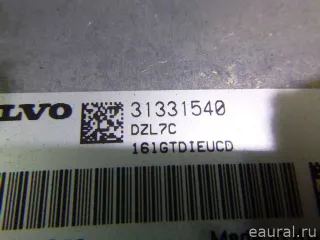 LVO
31331540
DZL7C
161GTDIEUCD
eaural.ru